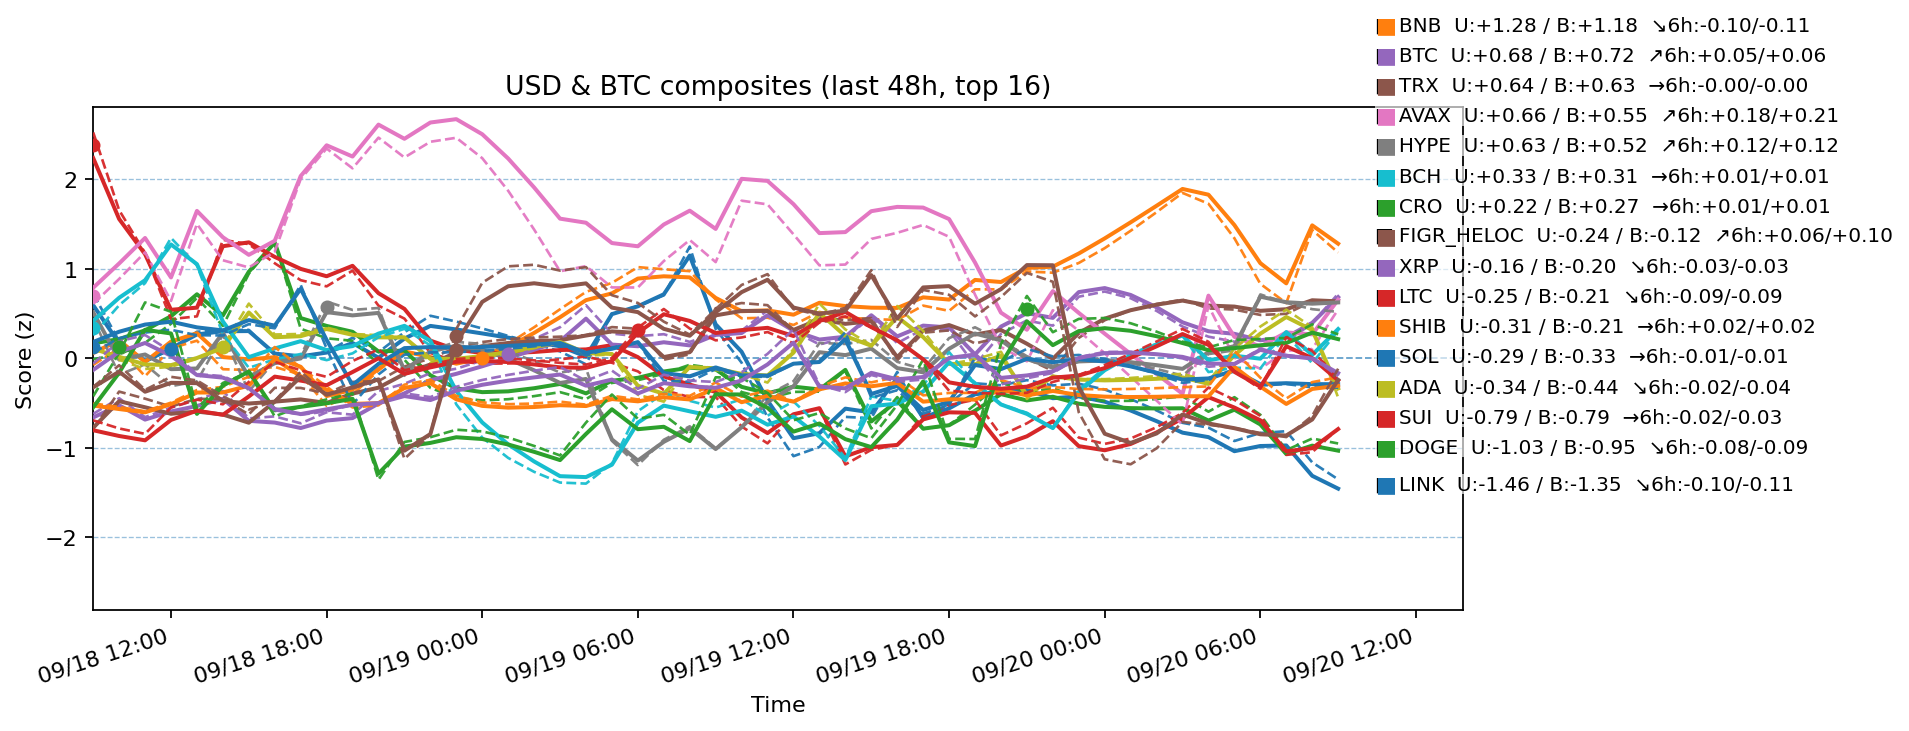 USD & BTC composites (last 48h, top 16)
BNB  U:+1.28 / B:+1.18  ↘6h:-0.10/-0.11
BTC  U:+0.68 / B:+0.72  ↗6h:+0.05/+0.06
TRX  U:+0.64 / B:+0.63  →6h:-0.00/-0.00
AVAX  U:+0.66 / B:+0.55  ↗6h:+0.18/+0.21
HYPE  U:+0.63 / B:+0.52  ↗6h:+0.12/+0.12
BCH  U:+0.33 / B:+0.31  →6h:+0.01/+0.01
CRO  U:+0.22 / B:+0.27  →6h:+0.01/+0.01
FIGR_HELOC  U:-0.24 / B:-0.12  ↗6h:+0.06/+0.10
XRP  U:-0.16 / B:-0.20  ↘6h:-0.03/-0.03
LTC  U:-0.25 / B:-0.21  ↘6h:-0.09/-0.09
SHIB  U:-0.31 / B:-0.21  →6h:+0.02/+0.02
SOL  U:-0.29 / B:-0.33  →6h:-0.01/-0.01
ADA  U:-0.34 / B:-0.44  ↘6h:-0.02/-0.04
SUI  U:-0.79 / B:-0.79  →6h:-0.02/-0.03
DOGE  U:-1.03 / B:-0.95  ↘6h:-0.08/-0.09
LINK  U:-1.46 / B:-1.35  ↘6h:-0.10/-0.11
Score (z)
2
1
0
−1
−2
09/18 12:00
09/18 18:00
09/19 00:00
09/19 06:00
09/19 12:00
09/19 18:00
09/20 00:00
09/20 06:00
09/20 12:00
Time